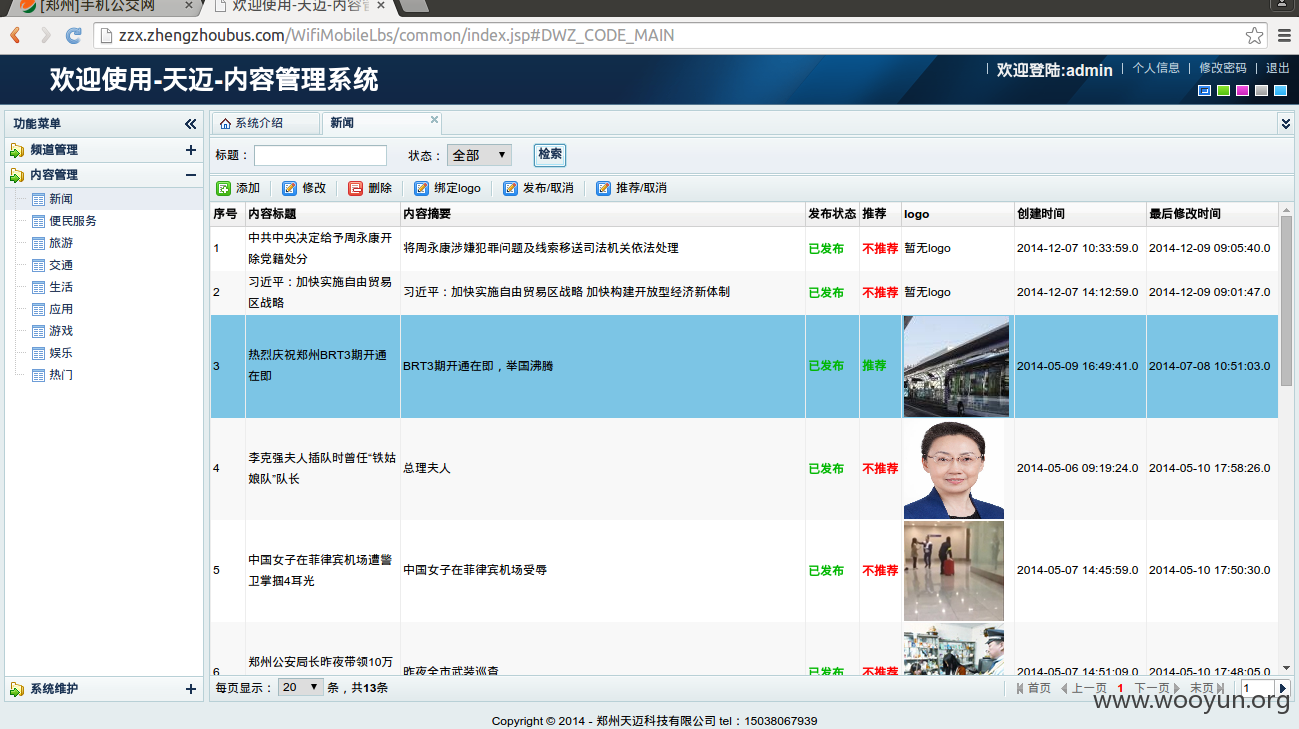 [郑州]手机公交网
欢迎使用-天迈-内容管
zzx.zhengzhoubus.com/WifiMobileLbs/common/index.jsp#DWZ_CODE_MAIN
欢迎使用-天迈-内容管理系统
欢迎登陆:admin 个人信息 修改密码 退出
功能菜单
频道管理
内容管理
新闻
便民服务
旅游
交通
生活
应用
游戏
娱乐
热门
系统维护
系统介绍 新闻
标题： 状态： 全部 检索
添加 修改 删除 绑定logo 发布/取消 推荐/取消
序号 内容标题 内容摘要 发布状态 推荐 logo 创建时间 最后修改时间
1 中共中央决定给予周永康开除党籍处分 将周永康涉嫌犯罪问题及线索移送司法机关依法处理 已发布 不推荐 暂无logo 2014-12-07 10:33:59.0 2014-12-09 09:05:40.0
2 习近平：加快实施自由贸易区战略 习近平：加快实施自由贸易区战略 加快构建开放型经济新体制 已发布 不推荐 暂无logo 2014-12-07 14:12:59.0 2014-12-09 09:01:47.0
3 热烈庆祝郑州BRT3期开通在即 BRT3期开通在即，举国沸腾 已发布 推荐 2014-05-09 16:49:41.0 2014-07-08 10:51:03.0
4 李克强夫人插队时曾任“铁姑娘队”队长 总理夫人 已发布 不推荐 2014-05-06 09:19:24.0 2014-05-10 17:58:26.0
5 中国女子在菲律宾机场遭警卫掌掴4耳光 中国女子在菲律宾机场受辱 已发布 不推荐 2014-05-07 14:45:59.0 2014-05-10 17:50:30.0
6 郑州公安局长昨夜带领10万 昨夜全市武装巡查 已发布 不推荐 2014-05-07 14:51:09.0 2014-05-10 17:48:05.0
每页显示： 20 条，共13条 首页 上一页 1 下一页 末页 1
www.wooyun.org
Copyright © 2014 - 郑州天迈科技有限公司 tel：15038067939